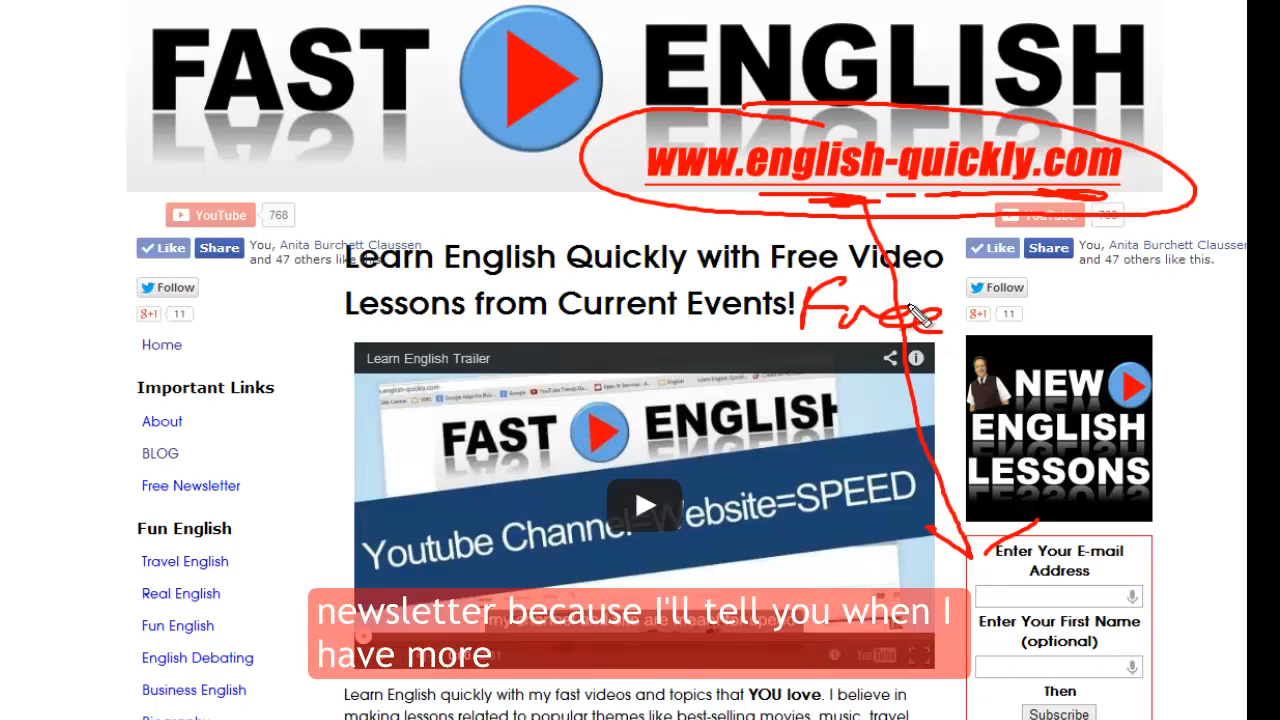 FAST ENGLISH
www.english-quickly.com
YouTube 768
YouTube
Like Share You, Anita Burchett Claussen
and 47 others like this.
Follow
g+1 11
Home
Important Links
About
BLOG
Free Newsletter
Fun English
Travel English
Real English
Fun English
English Debating
Business English
Learn English Quickly with Free Video
Lessons from Current Events!
Free
Learn English Trailer
FAST ENGLISH
Youtube Channel=Website=SPEED
YouTube
newsletter because I'll tell you when I
have more
Learn English quickly with my fast videos and topics that YOU love. I believe in
making lessons related to popular themes like best-selling movies, music, travel
Like Share You, Anita Burchett Claussen
and 47 others like this.
Follow
g+1 11
NEW
ENGLISH
LESSONS
Enter Your E-mail
Address
Enter Your First Name
(optional)
Then
Subscribe